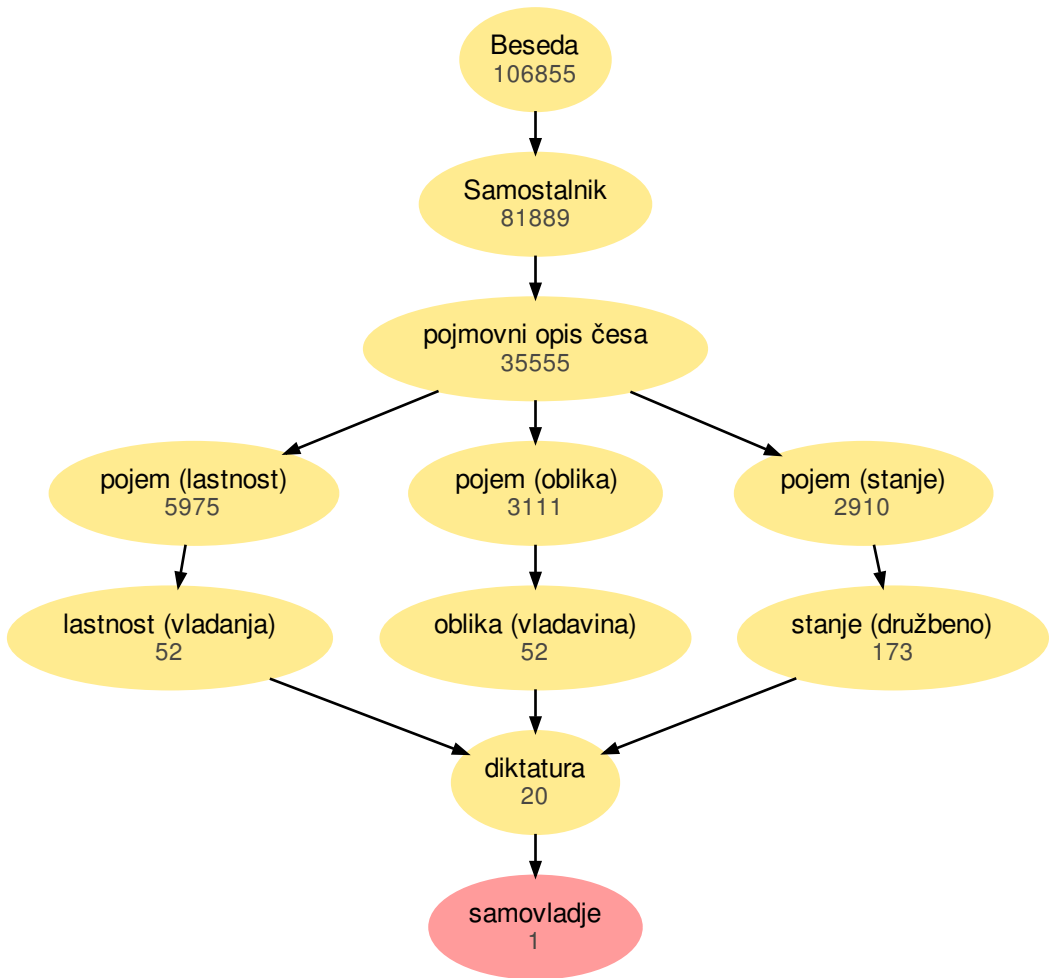 Beseda
106855
Samostalnik
81889
pojmovni opis česa
35555
pojem (lastnost)
5975
pojem (oblika)
3111
pojem (stanje)
2910
lastnost (vladanja)
52
oblika (vladavina)
52
stanje (družbeno)
173
diktatura
20
samovladje
1